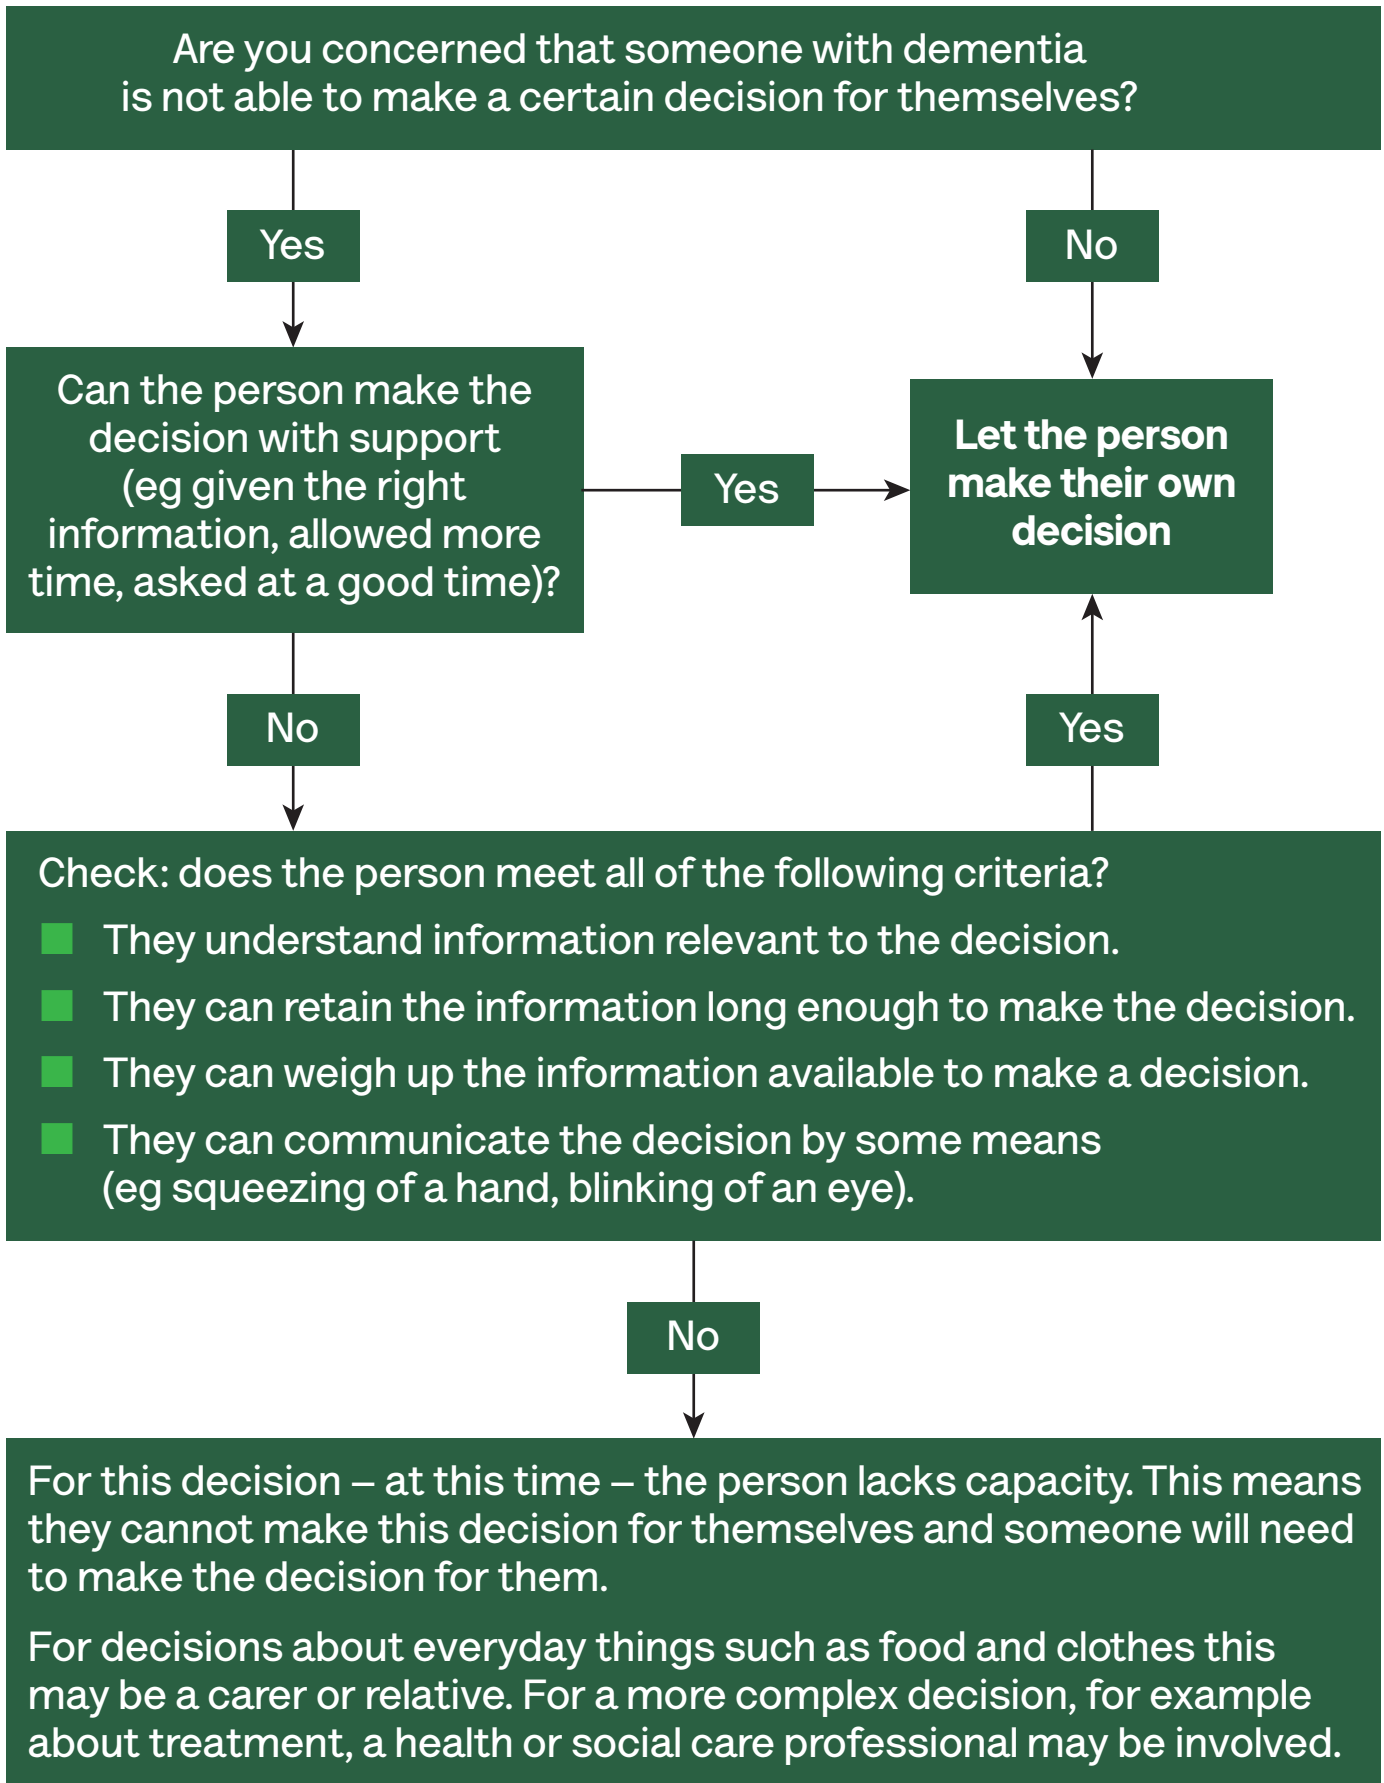 Are you concerned that someone with dementia
is not able to make a certain decision for themselves?
Yes
No
Can the person make the
decision with support
(eg given the right
information, allowed more
time, asked at a good time)?
Yes
Let the person
make their own
decision
No
Yes
Check: does the person meet all of the following criteria?
They understand information relevant to the decision.
They can retain the information long enough to make the decision.
They can weigh up the information available to make a decision.
They can communicate the decision by some means
(eg squeezing of a hand, blinking of an eye).
No
For this decision – at this time – the person lacks capacity. This means
they cannot make this decision for themselves and someone will need
to make the decision for them.
For decisions about everyday things such as food and clothes this
may be a carer or relative. For a more complex decision, for example
about treatment, a health or social care professional may be involved.